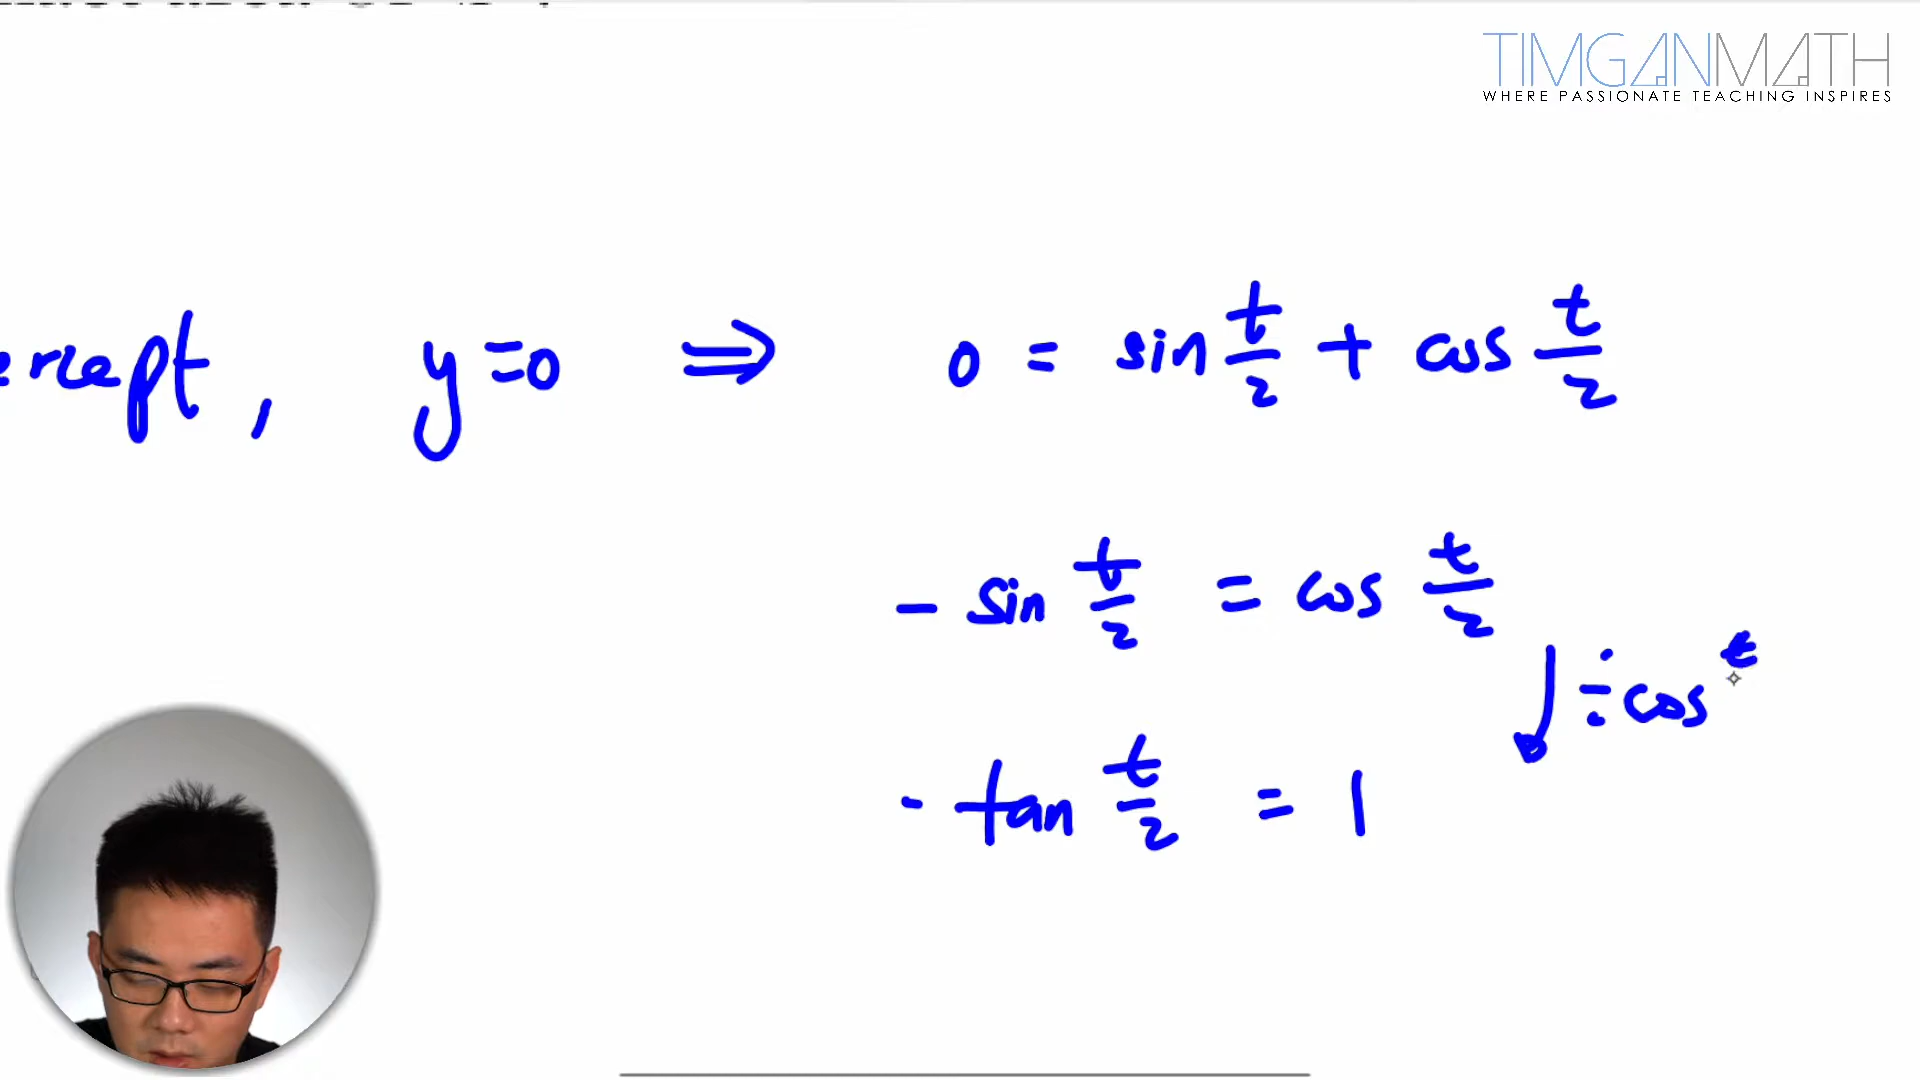 TIMGANMATH
WHERE PASSIONATE TEACHING INSPIRES
ercept, y=0 ⇒ 0 = sin t/2 + cos t/2
- sin t/2 = cos t/2
÷ cos t
- tan t/2 = 1